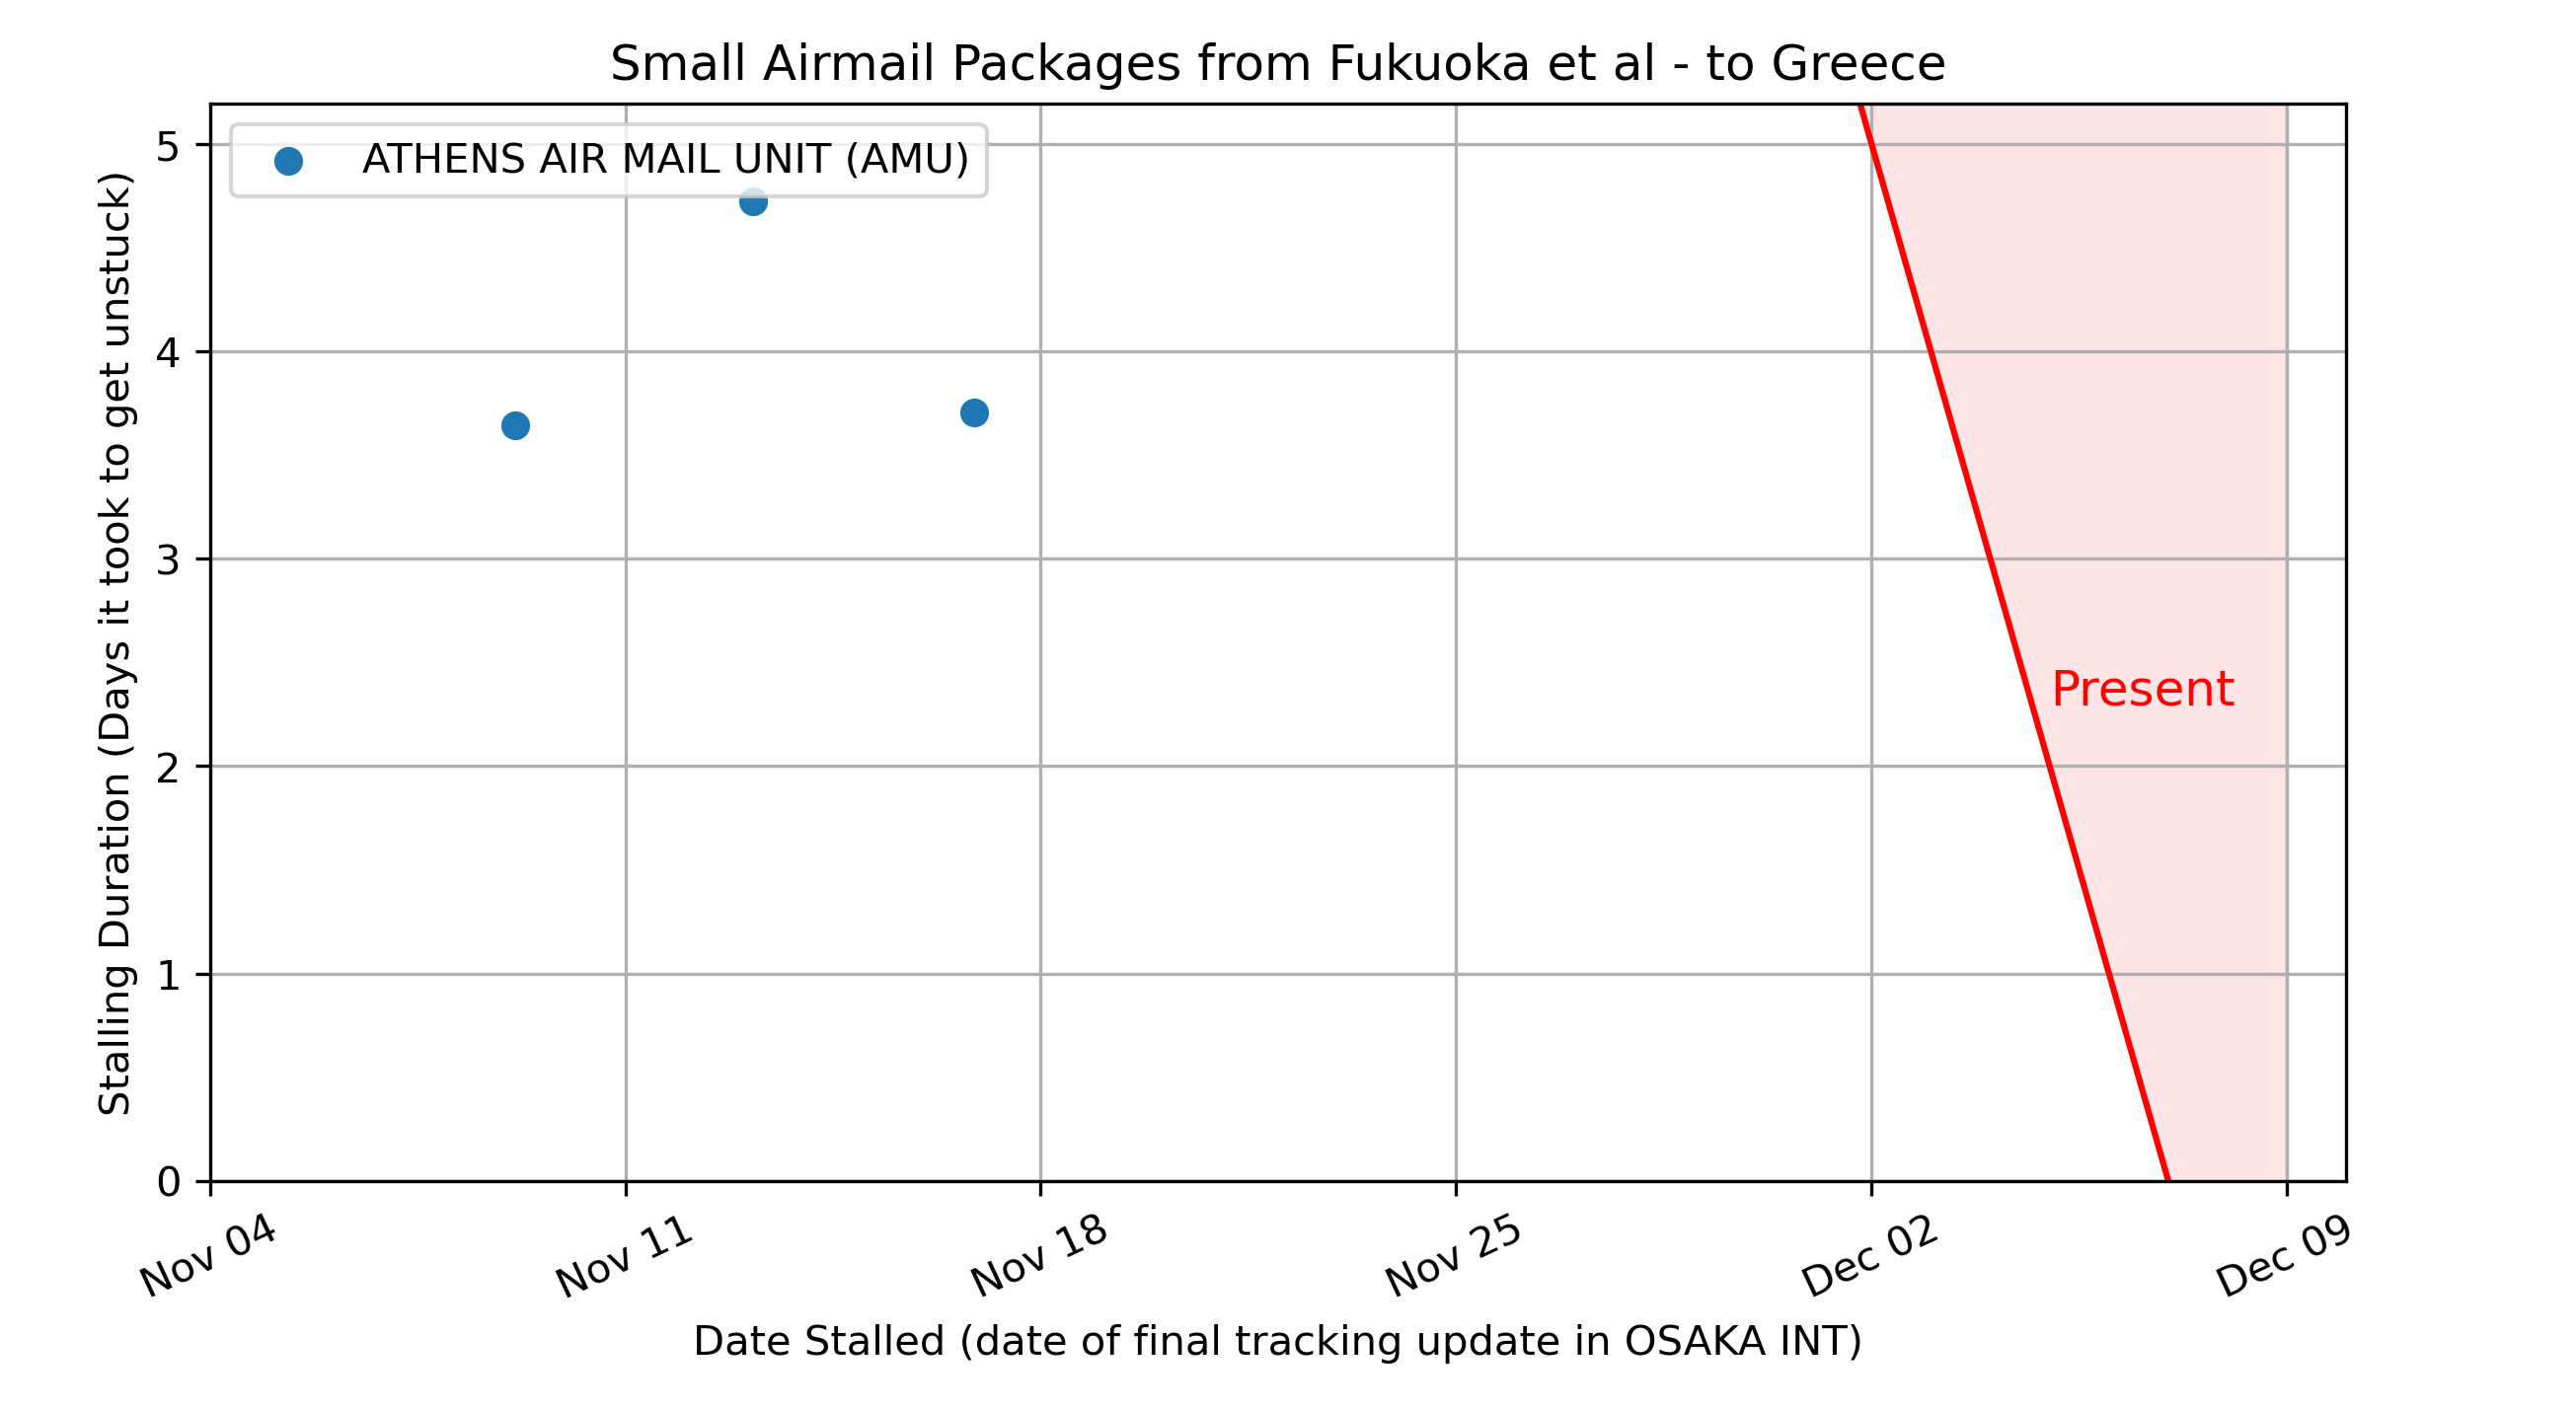 Small Airmail Packages from Fukuoka et al - to Greece
ATHENS AIR MAIL UNIT (AMU)
Stalling Duration (Days it took to get unstuck)
5
4
3
2
1
0
Present
Nov 04
Nov 11
Nov 18
Nov 25
Dec 02
Dec 09
Date Stalled (date of final tracking update in OSAKA INT)